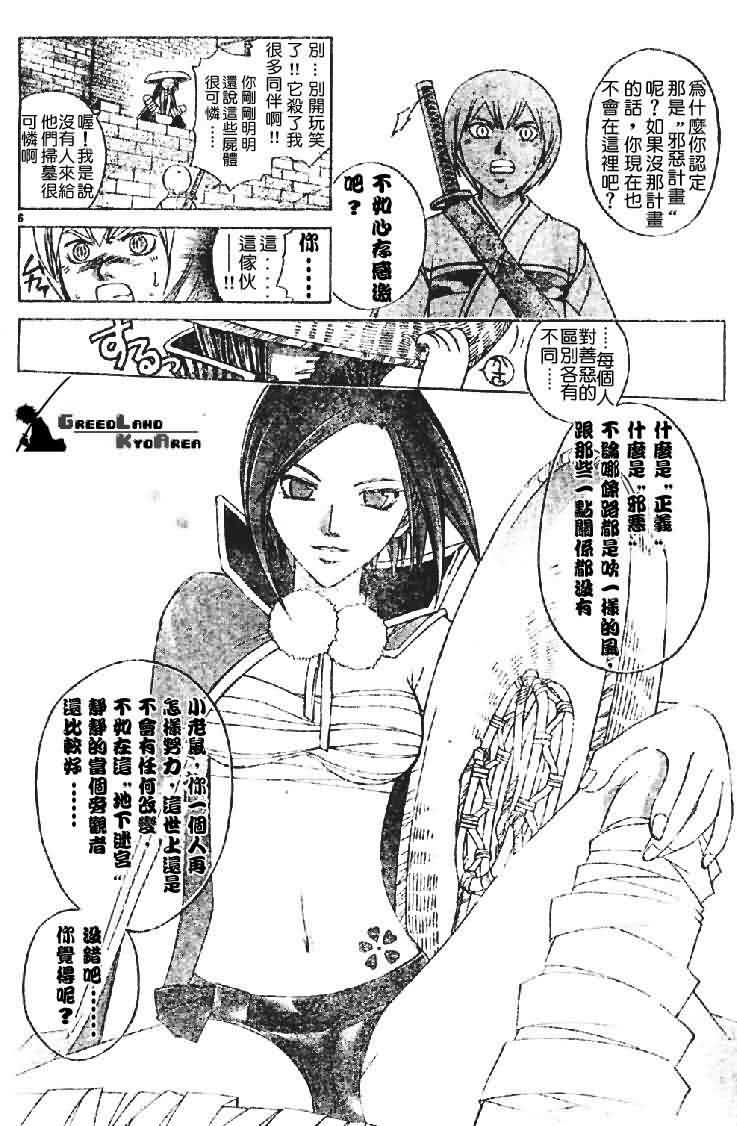 為什麼你認定
那是"邪惡計畫"
呢？如果沒那計畫
的話，你現在也
不會在這裡吧？
不如心存感激
吧？
別…別開玩笑
了!!它殺了我
很多同伴啊!!
你剛剛明明
還說這些屍體
很可憐……
喔！我是說
沒有人來給
他們掃墓很
可憐啊
6
你……
這……
這傢伙
……!!
するっ
……每個人
對善惡的
區別各有
不同……
什麼是"正義"
什麼是"邪惡"
不論哪條路都是吹一樣的風，
跟那些一點關係都沒有
GreedLand
KyoArea
小老鼠，你一個人再
怎樣努力，這世上還是
不會有任何改變，
不如在這"地下迷宮"
靜靜的當個旁觀者
還比較好……
沒錯吧……
你覺得呢？